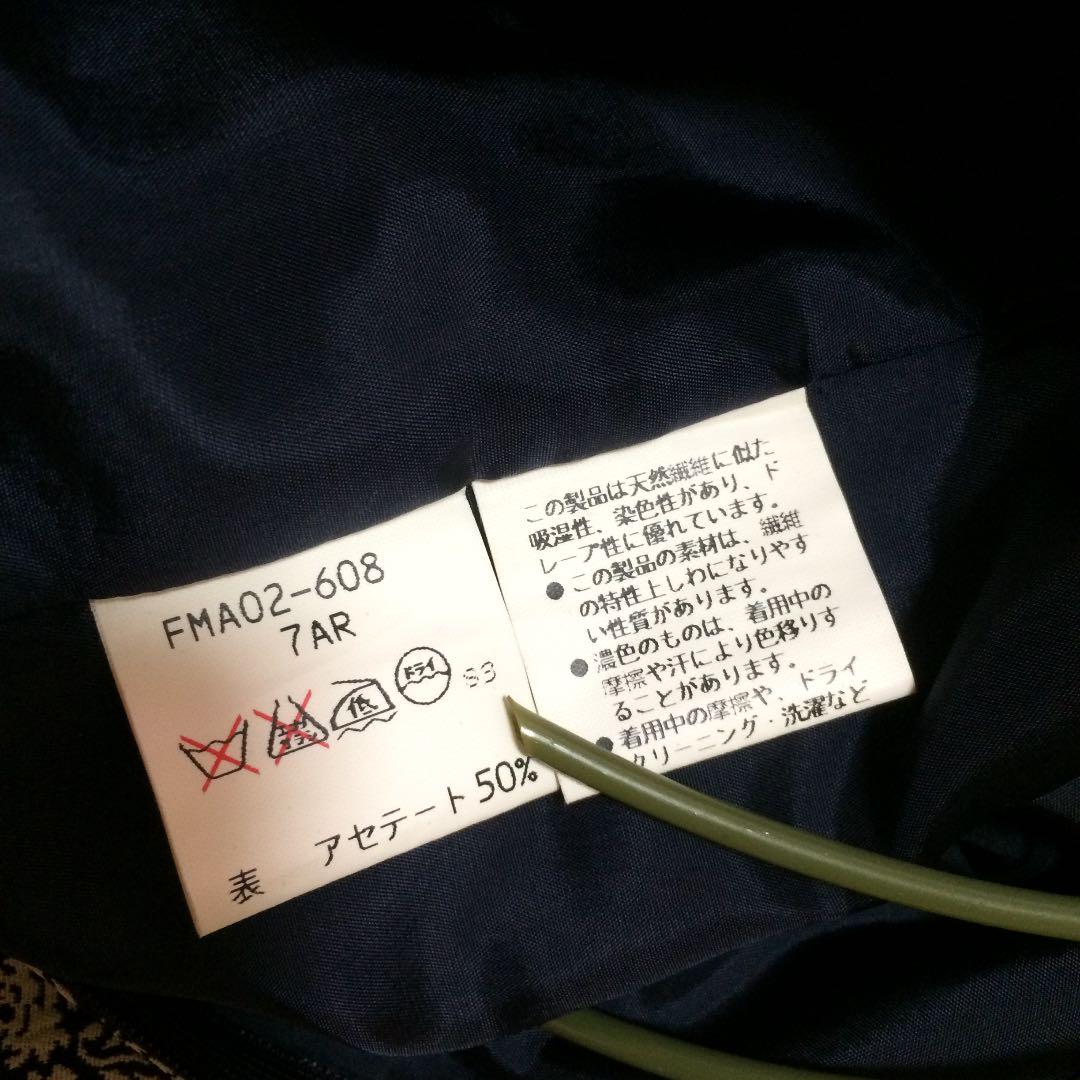 FMA02-608
7AR
低
ドライ
53
表 アセテート 50%
この製品は天然繊維に似た
吸湿性、染色性があり、ド
レープ性に優れています。
● この製品の素材は、繊維
の特性上しわになりやす
い性質があります。
● 濃色のものは、着用中の
摩擦や汗により色移りす
ることがあります。
● 着用中の摩擦や、ドライ
クリーニング・洗濯など